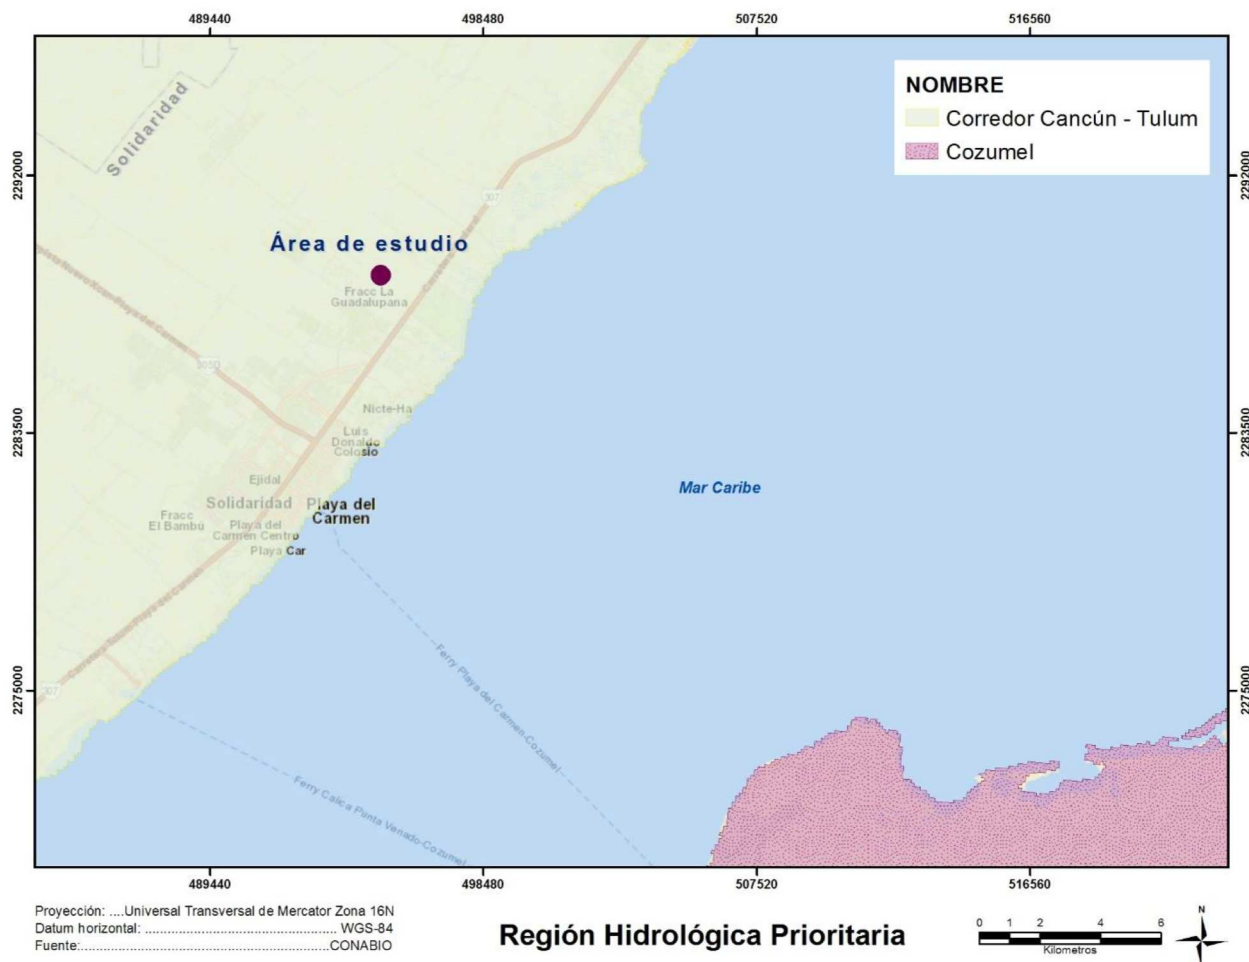 489440 498480 507520 516560
NOMBRE
Corredor Cancún - Tulum
Cozumel
Solidaridad
2292000
2292000
307
Área de estudio
Fracc La
Guadalupana
305D
Nicte-Ha
2283500
2283500
Luis
Donaldo
Colosio
Ejidal
Solidaridad
Playa del
Carmen
Fracc
El Bambú
Playa del
Carmen Centro
Playa Car
Mar Caribe
Ferry Playa del Carmen-Cozumel
2275000
2275000
307
Ferry Calica Punta Venado-Cozumel
489440 498480 507520 516560
Proyección: ....Universal Transversal de Mercator Zona 16N
Datum horizontal: ................................................ WGS-84
Fuente:..............................................................CONABIO
Región Hidrológica Prioritaria
0 1 2 4 6
Kilometros
N